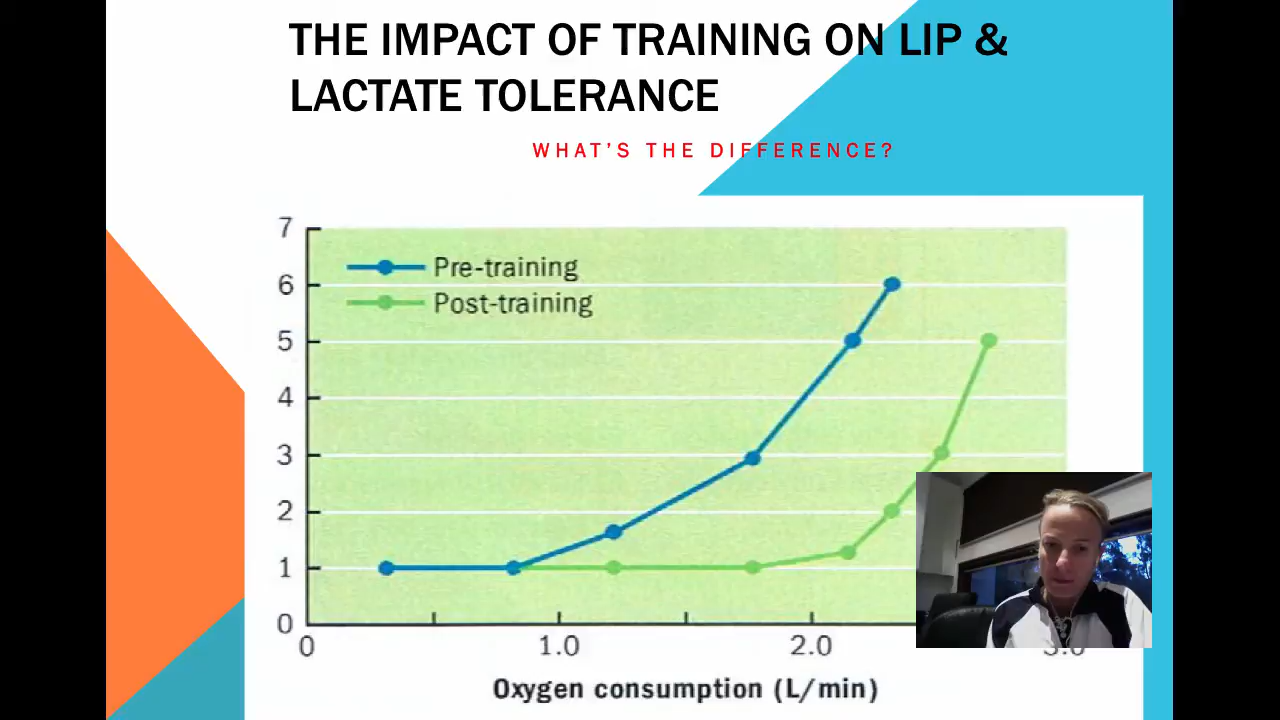 THE IMPACT OF TRAINING ON LIP &
LACTATE TOLERANCE
WHAT'S THE DIFFERENCE?
7
Pre-training
6
Post-training
5
4
3
2
1
0
0 1.0 2.0 3.0
Oxygen consumption (L/min)